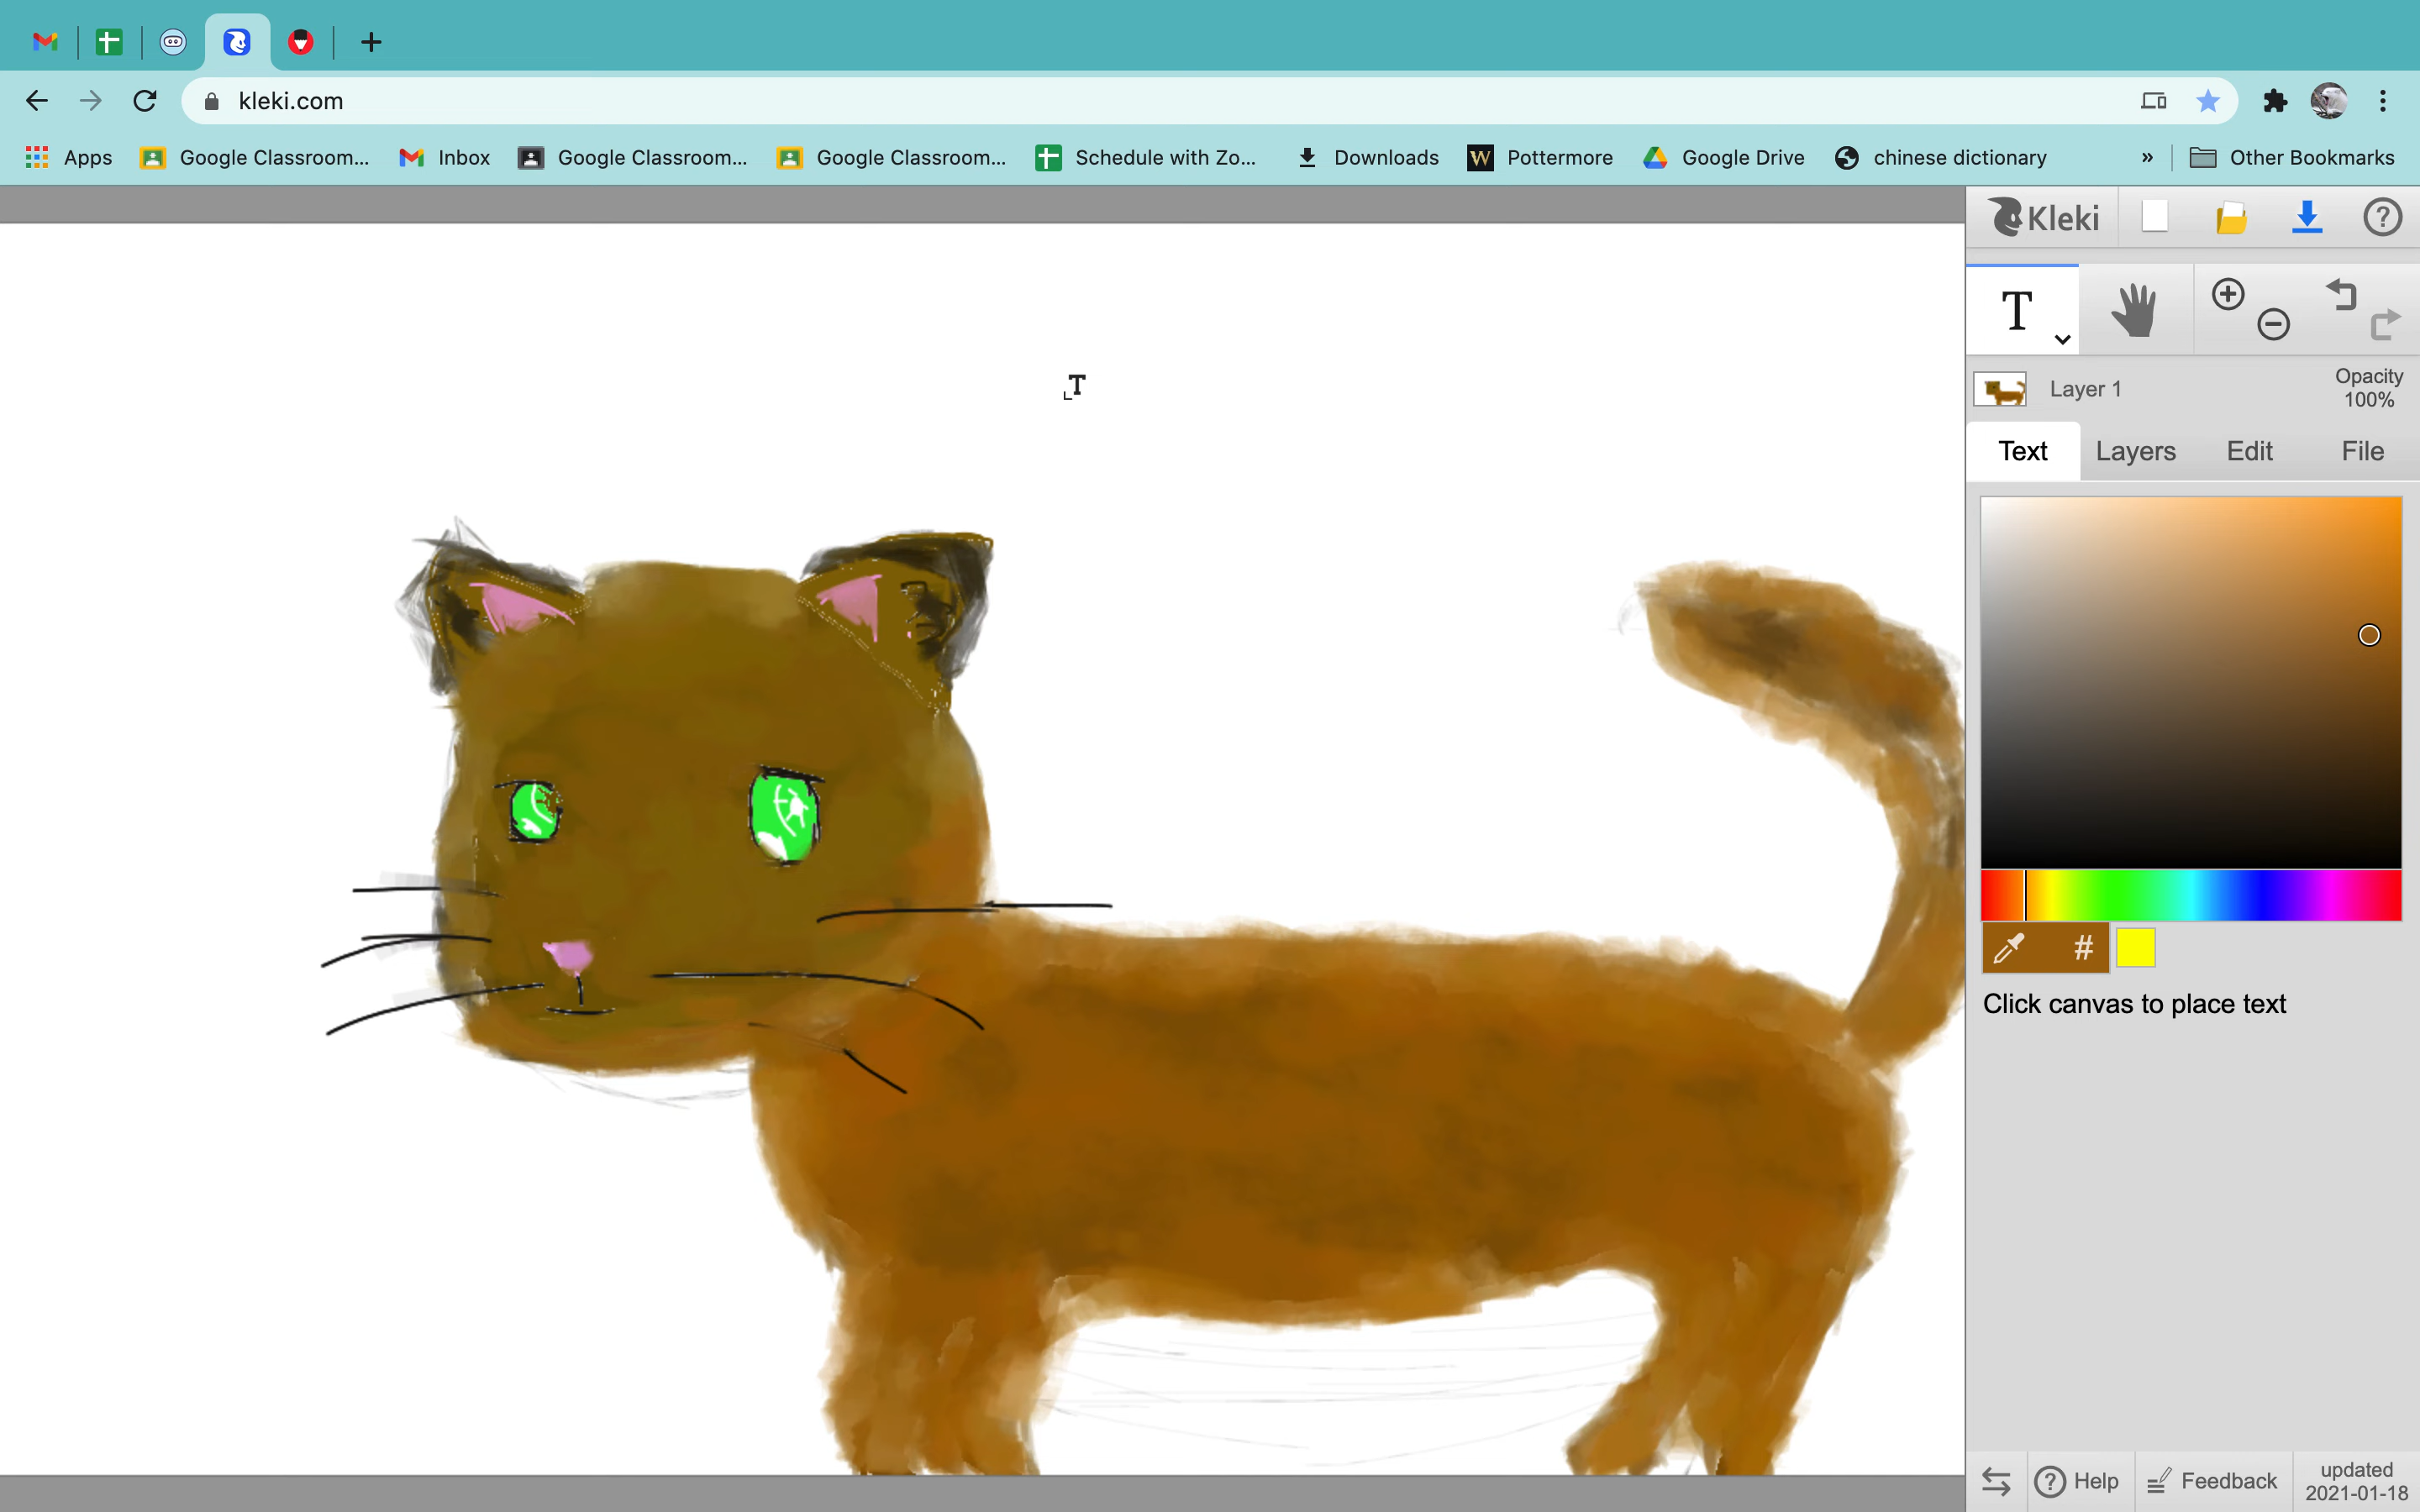 kleki.com
Apps Google Classroom... Inbox Google Classroom... Google Classroom... Schedule with Zo... Downloads W Pottermore Google Drive chinese dictionary » Other Bookmarks
Kleki ?
T
T
Layer 1 Opacity 100%
Text Layers Edit File
#
Click canvas to place text
? Help Feedback updated 2021-01-18